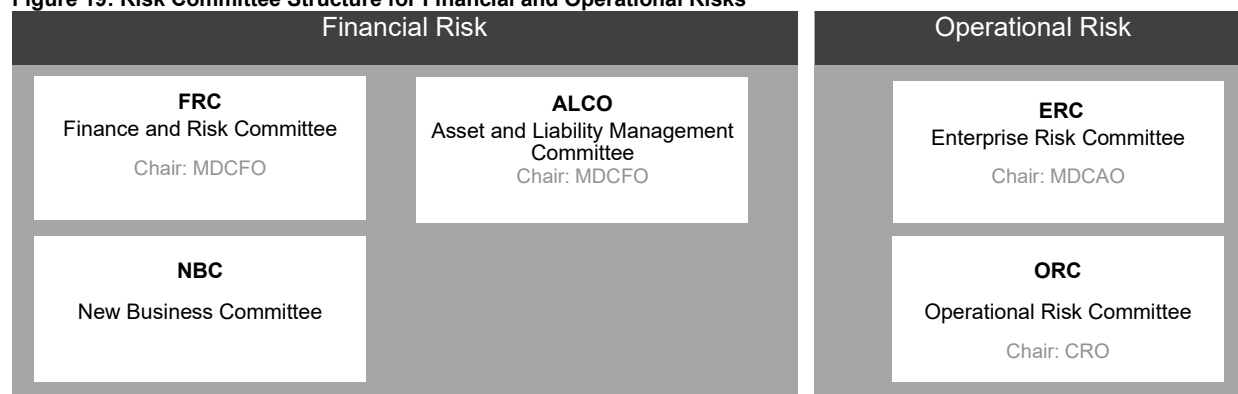 Figure 19: Risk Committee Structure for Financial and Operational Risks
Financial Risk
FRC
Finance and Risk Committee
Chair: MDCFO
ALCO
Asset and Liability Management
Committee
Chair: MDCFO
NBC
New Business Committee
Operational Risk
ERC
Enterprise Risk Committee
Chair: MDCAO
ORC
Operational Risk Committee
Chair: CRO